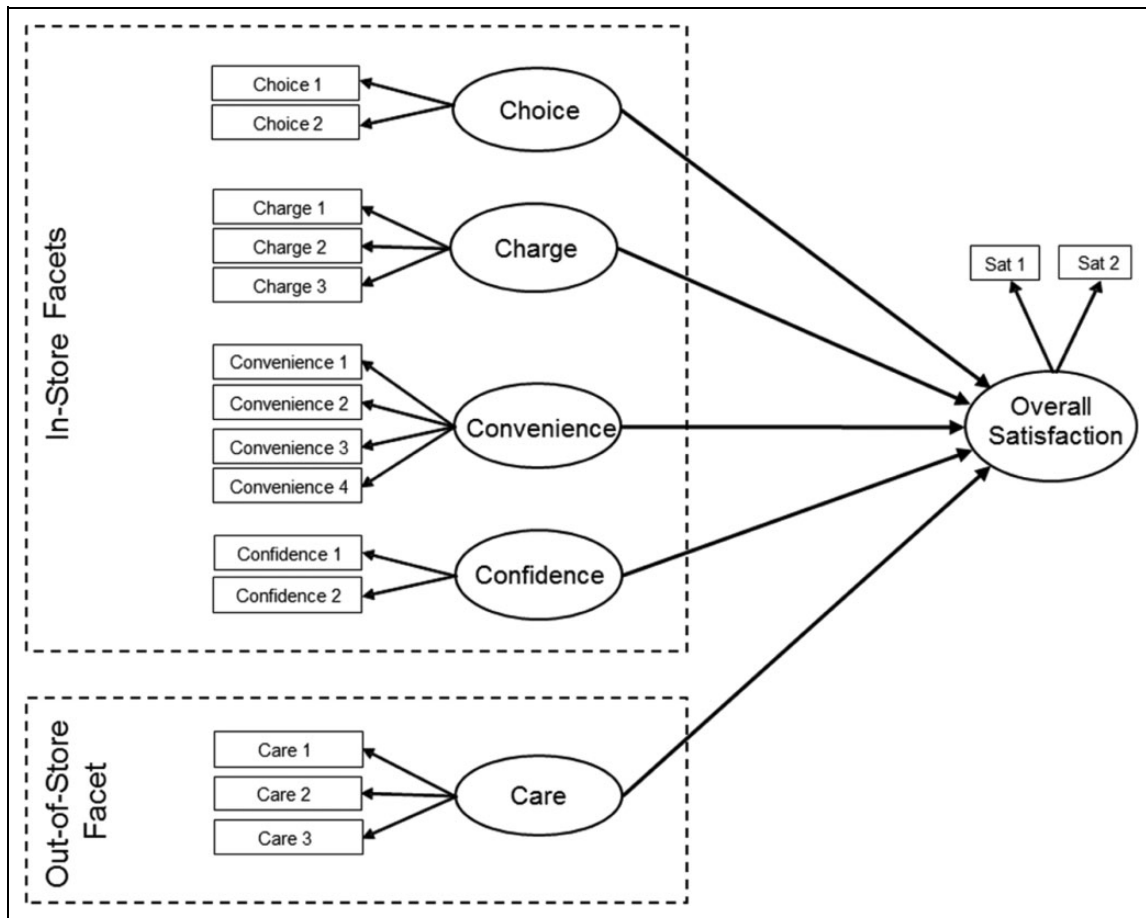 In-Store Facets
Choice 1
Choice 2
Choice
Charge 1
Charge 2
Charge 3
Charge
Convenience 1
Convenience 2
Convenience 3
Convenience 4
Convenience
Confidence 1
Confidence 2
Confidence
Out-of-Store
Facet
Care 1
Care 2
Care 3
Care
Sat 1
Sat 2
Overall
Satisfaction